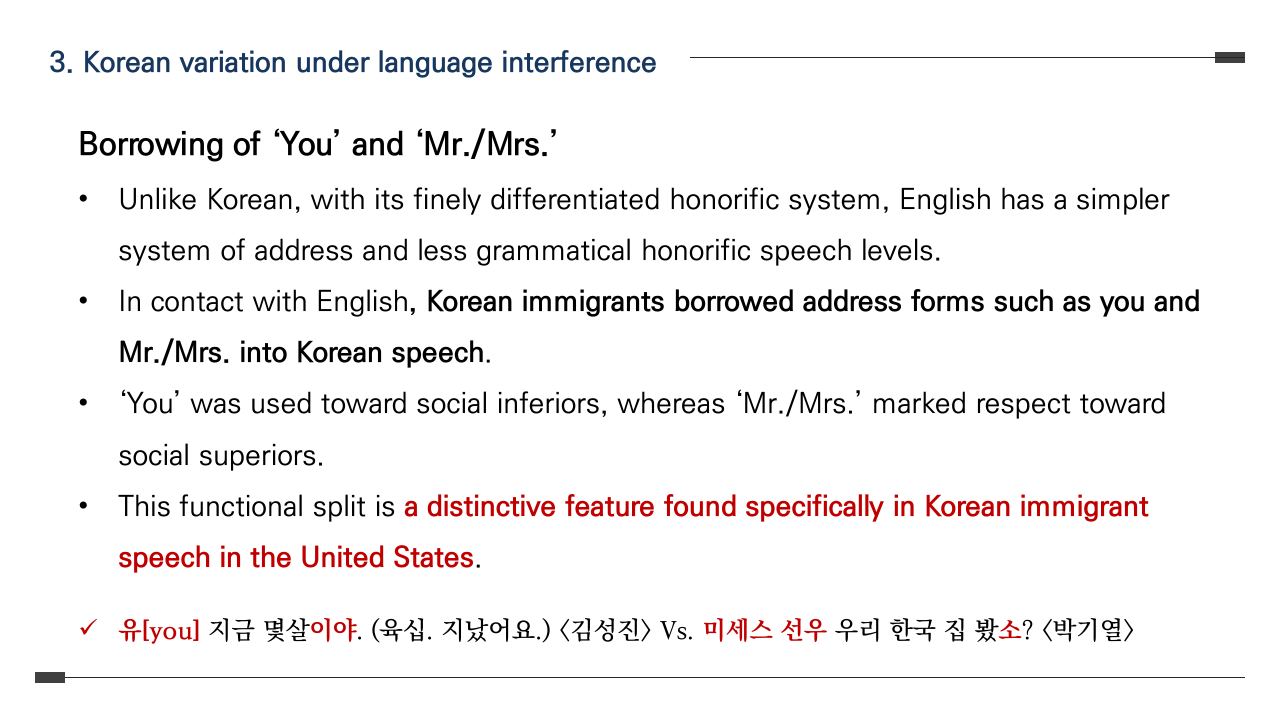 3. Korean variation under language interference
Borrowing of ‘You’ and ‘Mr./Mrs.’
• Unlike Korean, with its finely differentiated honorific system, English has a simpler
system of address and less grammatical honorific speech levels.
• In contact with English, Korean immigrants borrowed address forms such as you and
Mr./Mrs. into Korean speech.
• ‘You’ was used toward social inferiors, whereas ‘Mr./Mrs.’ marked respect toward
social superiors.
• This functional split is a distinctive feature found specifically in Korean immigrant
speech in the United States.
✓ 유[you] 지금 몇살이야. (육십. 지났어요.) 〈김성진〉 Vs. 미세스 선우 우리 한국 집 봤소? 〈박기열〉